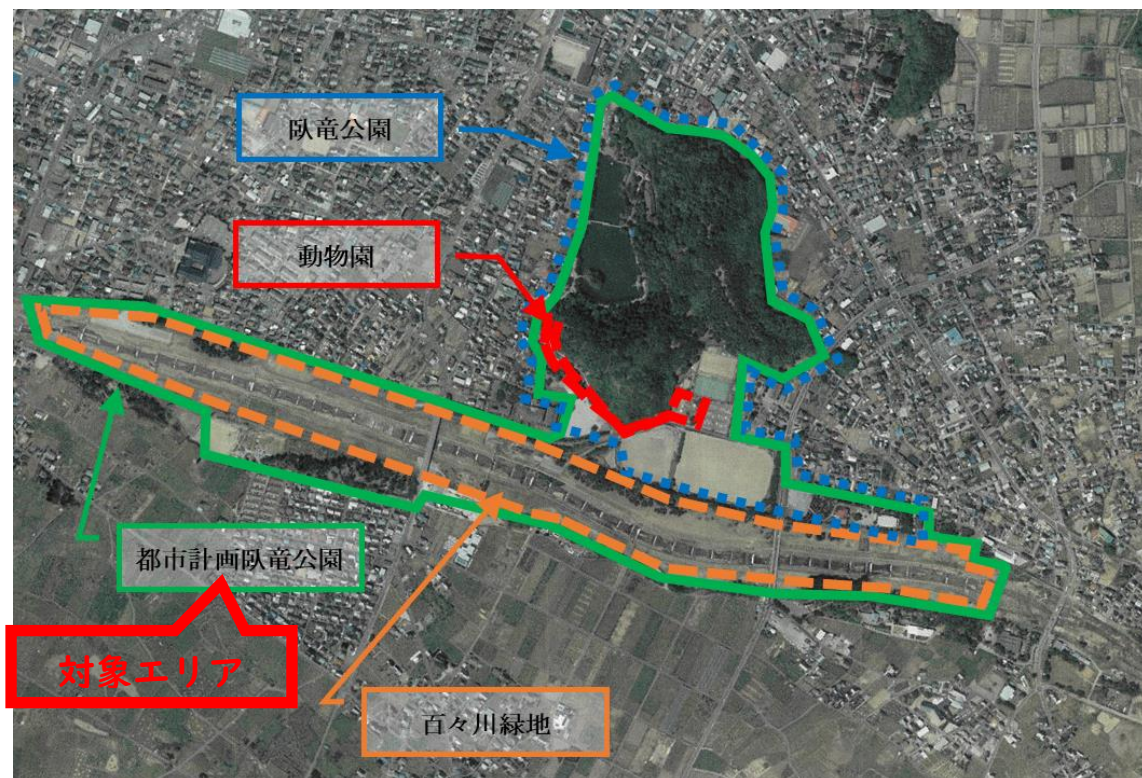 臥竜公園
動物園
都市計画臥竜公園
対象エリア
百々川緑地